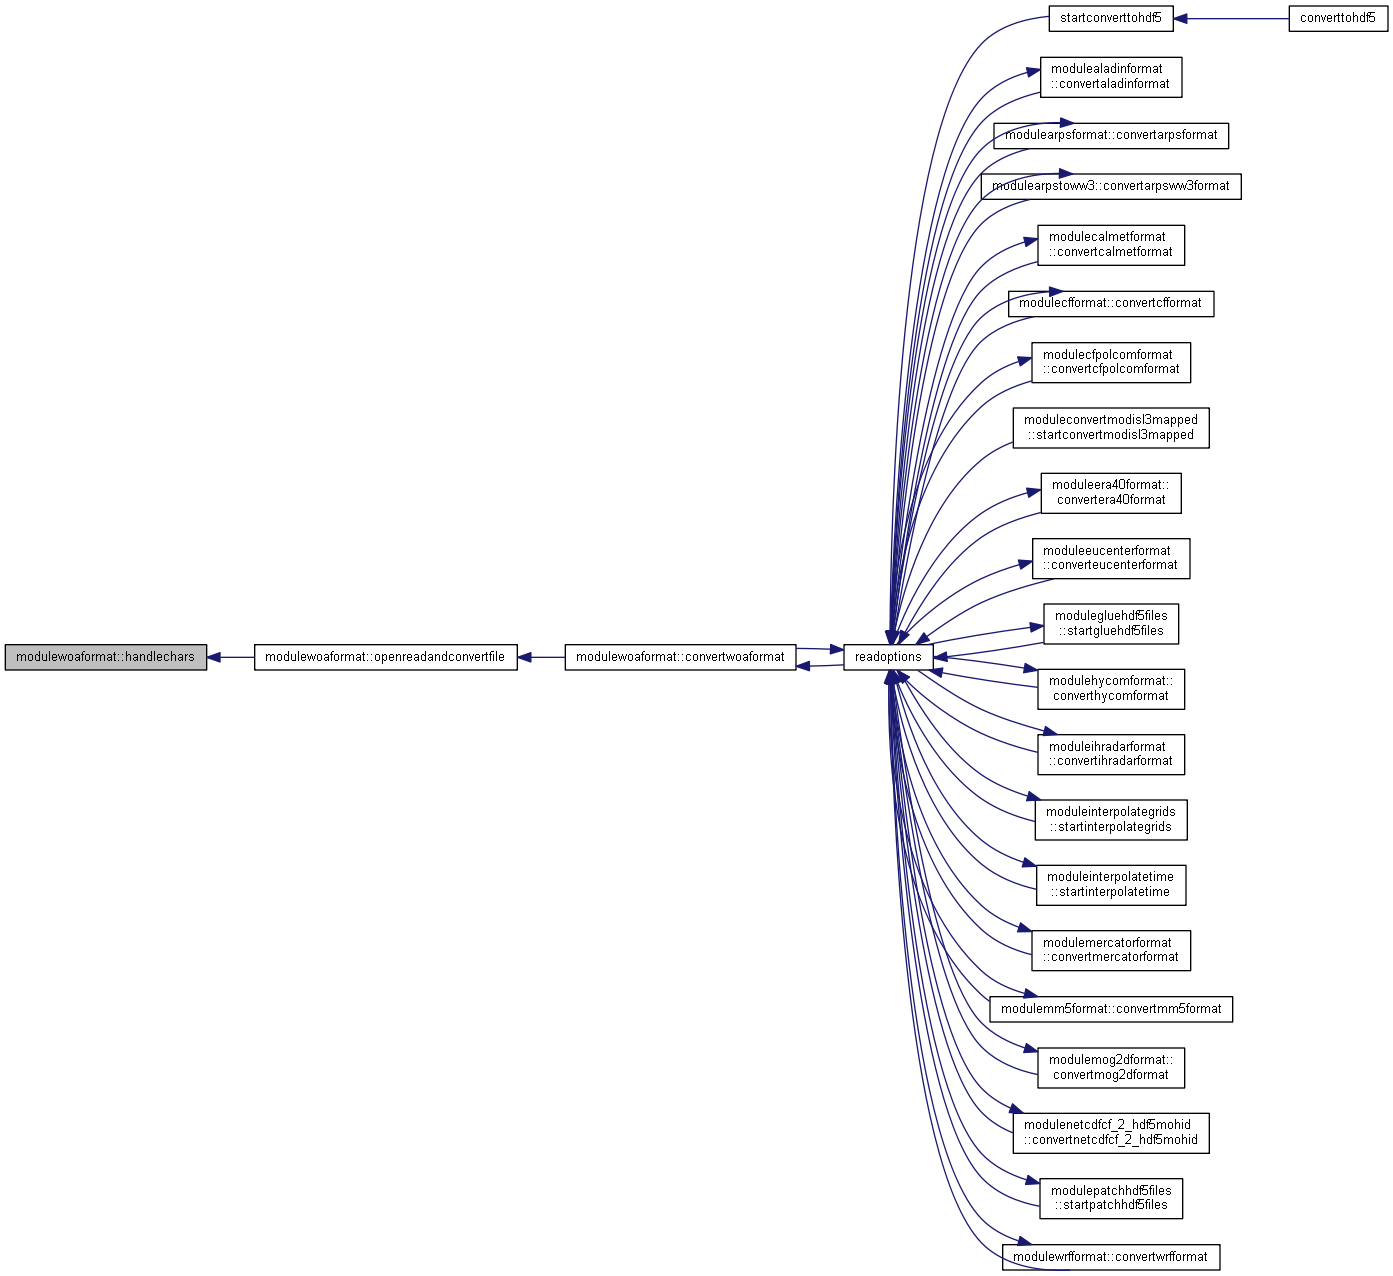 startconverttohdf5
converttohdf5
modulealadinformat
::convertaladinformat
modulearpsformat::convertarpsformat
modulearpstoww3::convertarpsww3format
modulecalmetformat
::convertcalmetformat
modulecfformat::convertcfformat
modulecfpolcomformat
::convertcfpolcomformat
moduleconvertmodisl3mapped
::startconvertmodisl3mapped
moduleera40format::
convertera40format
moduleeucenterformat
::converteucenterformat
modulegluehdf5files
::startgluehdf5files
modulewoaformat::handlechars
modulewoaformat::openreadandconvertfile
modulewoaformat::convertwoaformat
readoptions
modulehycomformat::
converthycomformat
moduleihradarformat
::convertihradarformat
moduleinterpolategrids
::startinterpolategrids
moduleinterpolatetime
::startinterpolatetime
modulemercatorformat
::convertmercatorformat
modulemm5format::convertmm5format
modulemog2dformat::
convertmog2dformat
modulenetcdfcf_2_hdf5mohid
::convertnetcdfcf_2_hdf5mohid
modulepatchhdf5files
::startpatchhdf5files
modulewrfformat::convertwrfformat